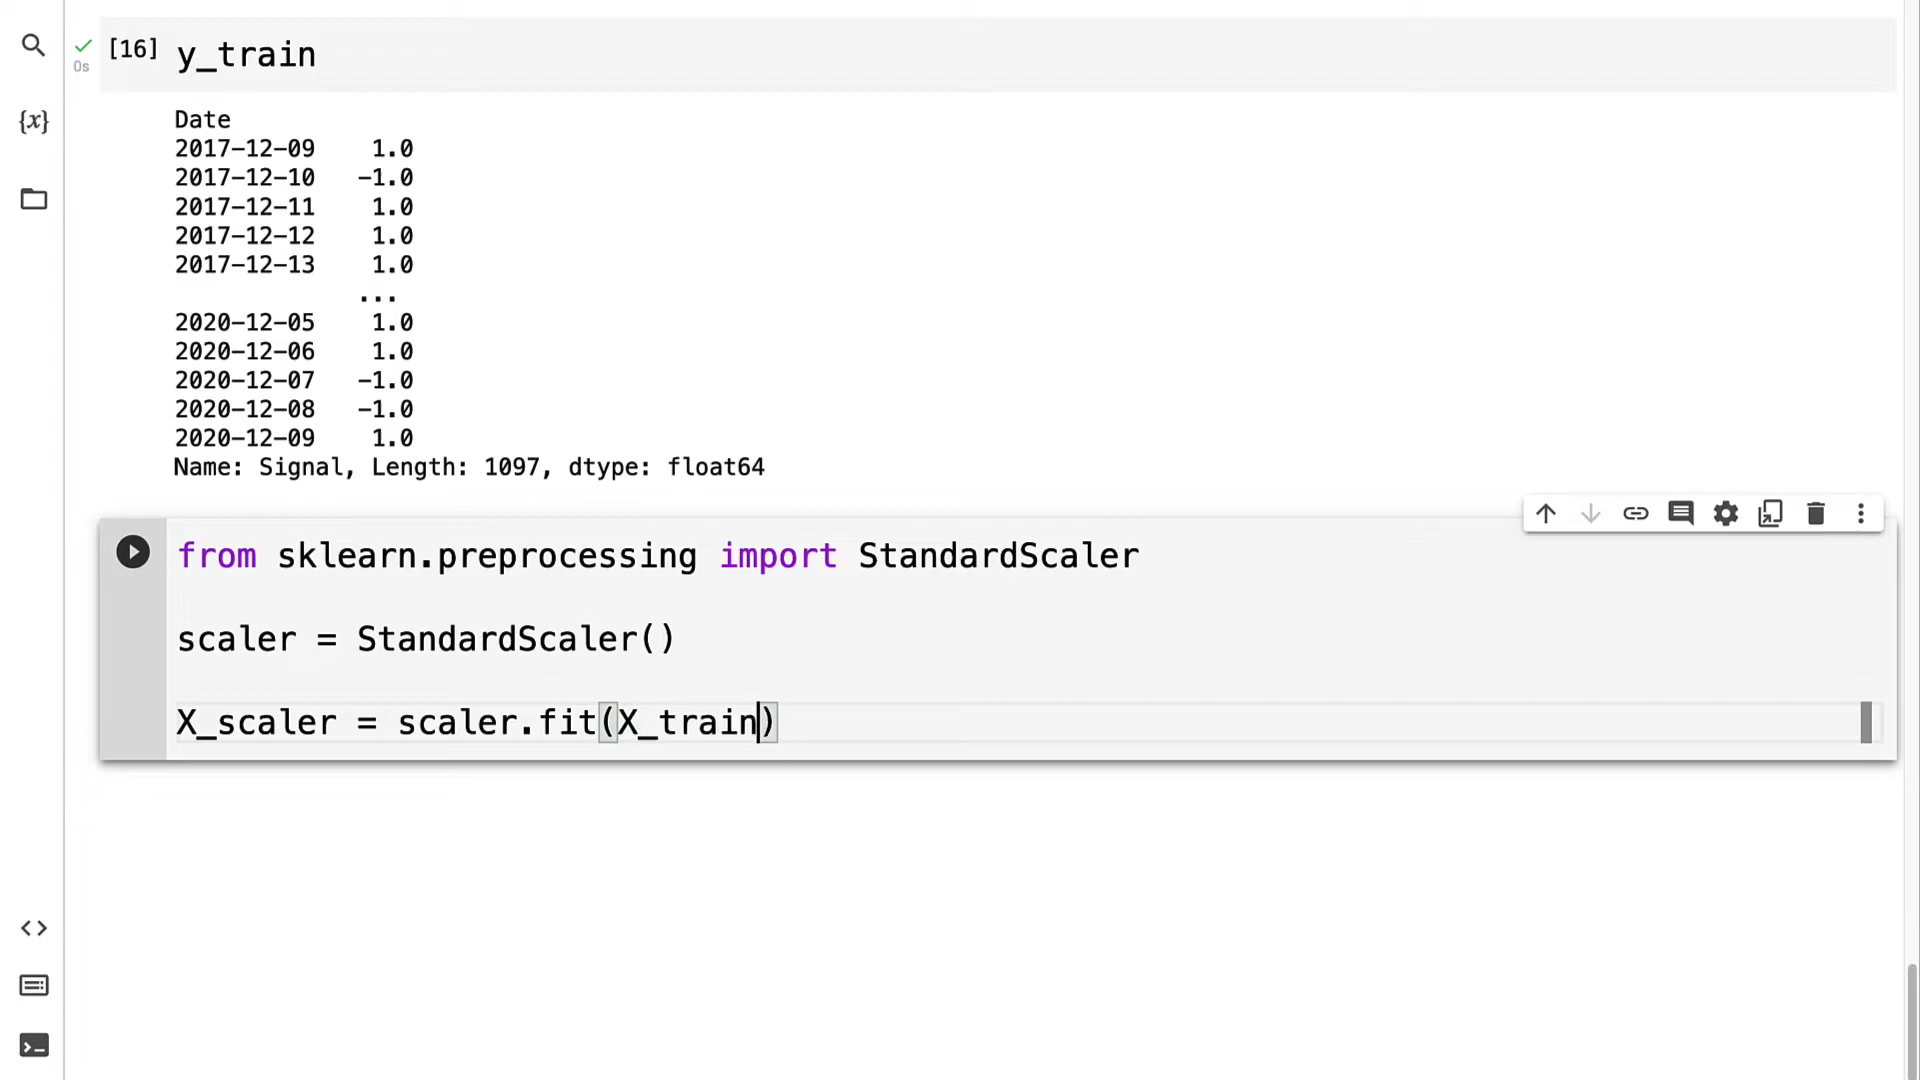 [16] y_train
0s
{x}
Date
2017-12-09 1.0
2017-12-10 -1.0
2017-12-11 1.0
2017-12-12 1.0
2017-12-13 1.0
...
2020-12-05 1.0
2020-12-06 1.0
2020-12-07 -1.0
2020-12-08 -1.0
2020-12-09 1.0
Name: Signal, Length: 1097, dtype: float64
from sklearn.preprocessing import StandardScaler
scaler = StandardScaler()
X_scaler = scaler.fit(X_train)